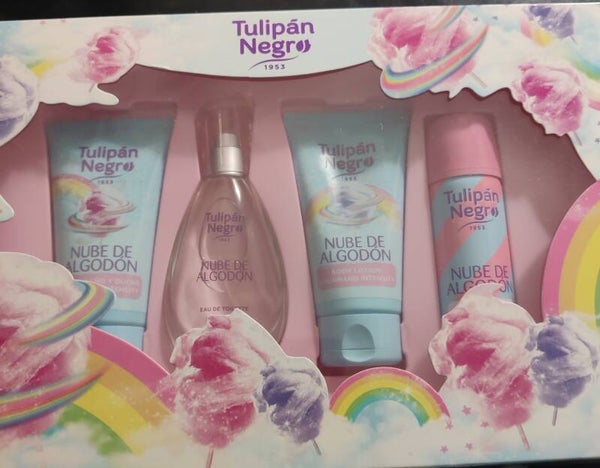 Tulipán
Negro
1953
Tulipán
Negro
1953
NUBE DE
ALGODÓN
Tulipán
Negro
1953
NUBE DE
ALGODÓN
EAU DE TOILETTE
Tulipán
Negro
1953
NUBE DE
ALGODÓN
BODY LOTION
Tulipán
Negro
1953
NUBE DE
ALGODÓN